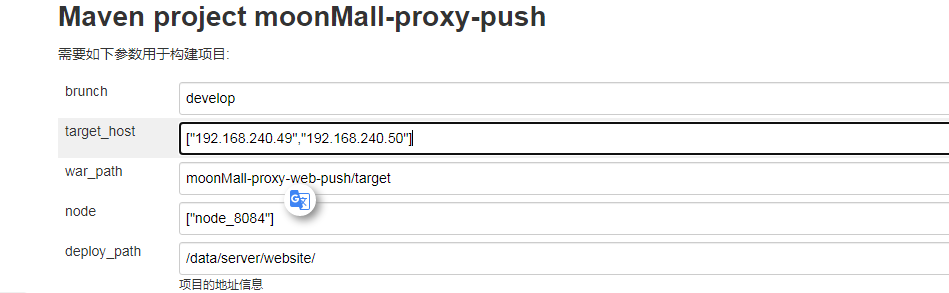 Maven project moonMall-proxy-push
需要如下参数用于构建项目:
brunch
develop
target_host
["192.168.240.49","192.168.240.50"]
war_path
moonMall-proxy-web-push/target
node
["node_8084"]
deploy_path
/data/server/website/
项目的地址信息